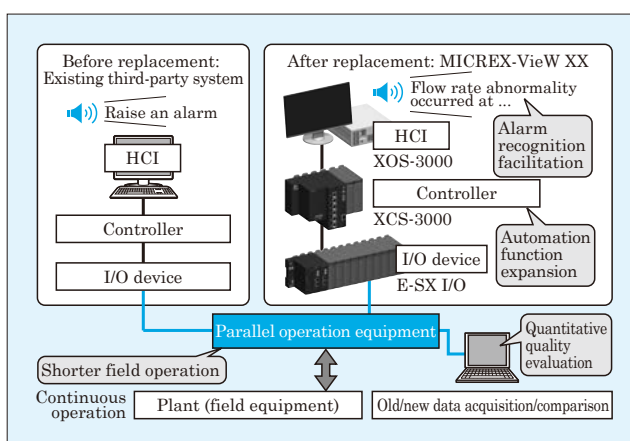 Before replacement:
Existing third-party system
Raise an alarm
HCI
Controller
I/O device
After replacement: MICREX-VieW XX
Flow rate abnormality
occurred at ...
HCI
XOS-3000
Alarm
recognition
facilitation
Controller
XCS-3000
Automation
function
expansion
I/O device
E-SX I/O
Parallel operation equipment
Quantitative
quality
evaluation
Shorter field operation
Continuous
operation
Plant (field equipment)
Old/new data acquisition/comparison